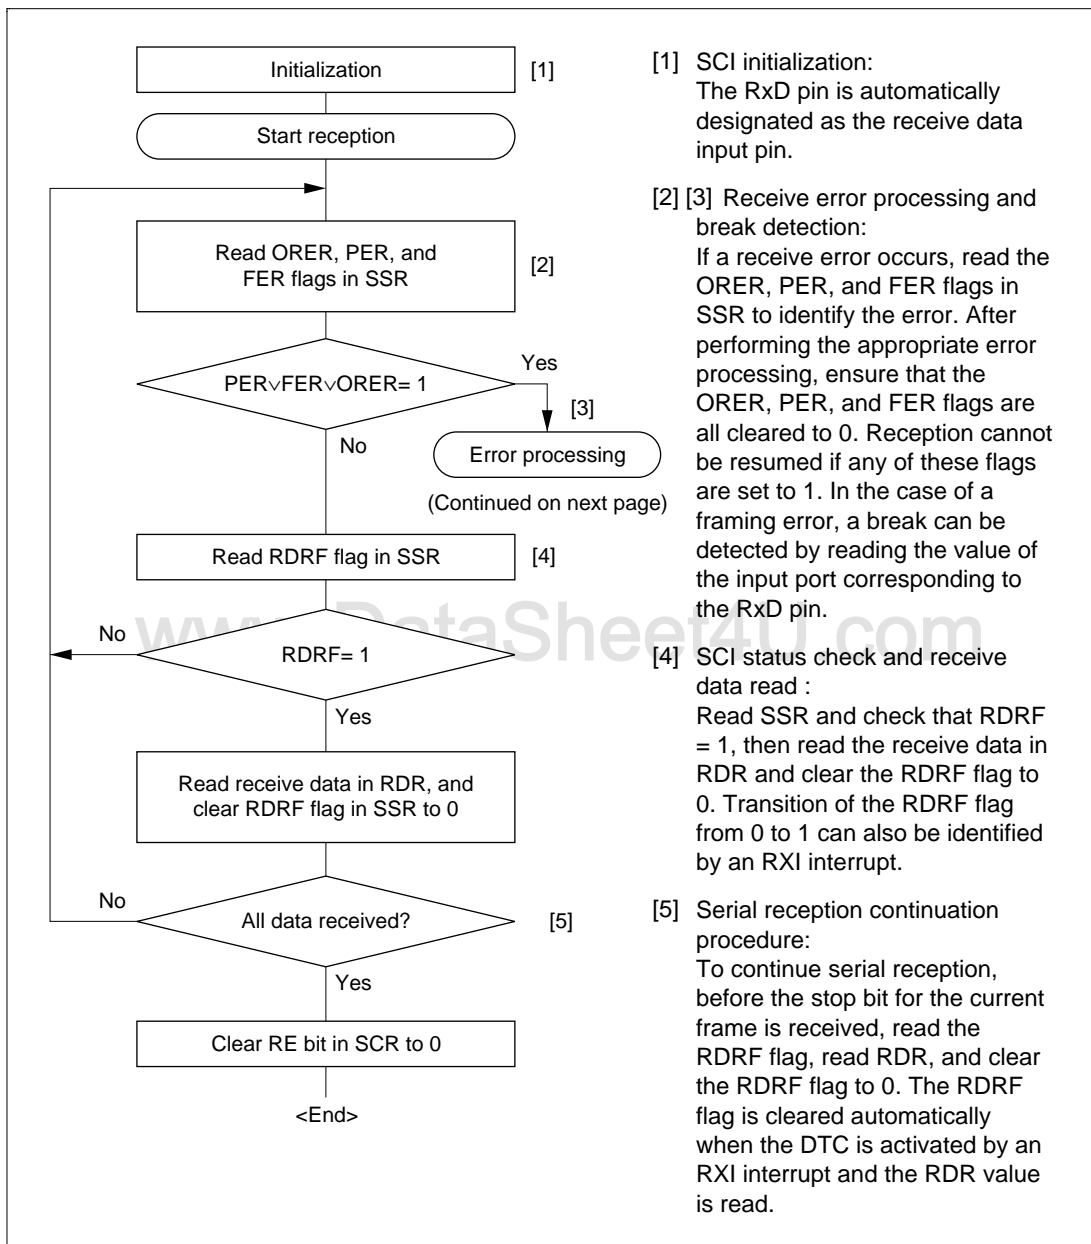 Initialization [1]
Start reception
Read ORER, PER, and
FER flags in SSR
[2]
PER∨FER∨ORER= 1
Yes
[3]
No
Error processing
(Continued on next page)
Read RDRF flag in SSR [4]
No
RDRF= 1
Yes
Read receive data in RDR, and
clear RDRF flag in SSR to 0
No
All data received? [5]
Yes
Clear RE bit in SCR to 0
<End>
[1] SCI initialization:
The RxD pin is automatically
designated as the receive data
input pin.
[2] [3] Receive error processing and
break detection:
If a receive error occurs, read the
ORER, PER, and FER flags in
SSR to identify the error. After
performing the appropriate error
processing, ensure that the
ORER, PER, and FER flags are
all cleared to 0. Reception cannot
be resumed if any of these flags
are set to 1. In the case of a
framing error, a break can be
detected by reading the value of
the input port corresponding to
the RxD pin.
[4] SCI status check and receive
data read :
Read SSR and check that RDRF
= 1, then read the receive data in
RDR and clear the RDRF flag to
0. Transition of the RDRF flag
from 0 to 1 can also be identified
by an RXI interrupt.
[5] Serial reception continuation
procedure:
To continue serial reception,
before the stop bit for the current
frame is received, read the
RDRF flag, read RDR, and clear
the RDRF flag to 0. The RDRF
flag is cleared automatically
when the DTC is activated by an
RXI interrupt and the RDR value
is read.
www.DataSheet4U.com